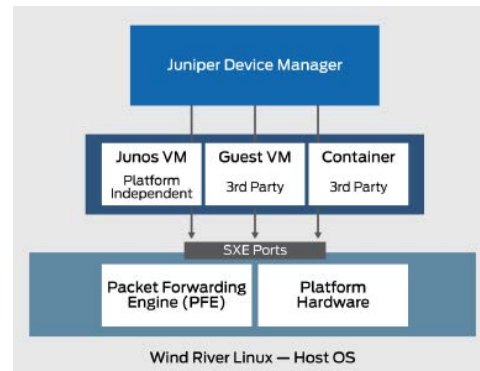 Juniper Device Manager
Junos VM
Platform
Independent
Guest VM
3rd Party
Container
3rd Party
SXE Ports
Packet Forwarding
Engine (PFE)
Platform
Hardware
Wind River Linux — Host OS